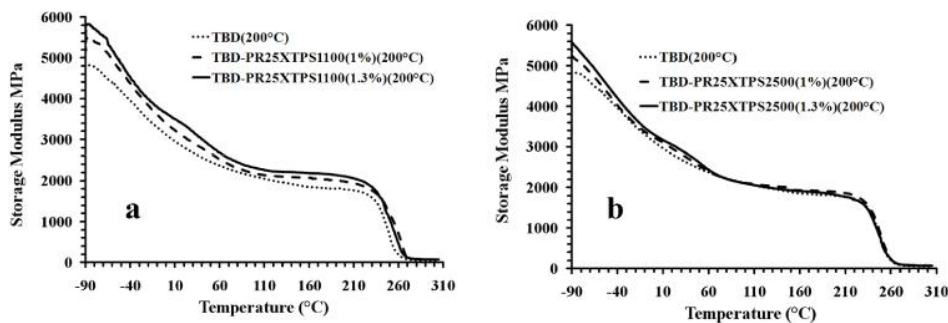 6000
5000
4000
3000
2000
1000
0
Storage Modulus MPa
TBD(200°C)
TBD-PR25XTPS1100(1%)(200°C)
TBD-PR25XTPS1100(1.3%)(200°C)
a
-90 -40 10 60 110 160 210 260 310
Temperature (°C)
6000
5000
4000
3000
2000
1000
0
Storage Modulus MPa
TBD(200°C)
TBD-PR25XTPS2500(1%)(200°C)
TBD-PR25XTPS2500(1.3%)(200°C)
b
-90 -40 10 60 110 160 210 260 310
Temperature (°C)